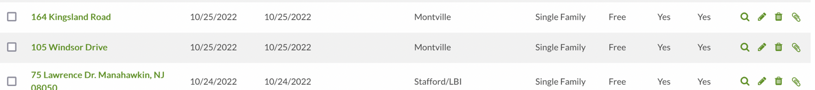 164 Kingsland Road 10/25/2022 10/25/2022 Montville Single Family Free Yes Yes
105 Windsor Drive 10/25/2022 10/25/2022 Montville Single Family Free Yes Yes
75 Lawrence Dr. Manahawkin, NJ
08050 10/24/2022 10/24/2022 Stafford/LBI Single Family Free Yes Yes